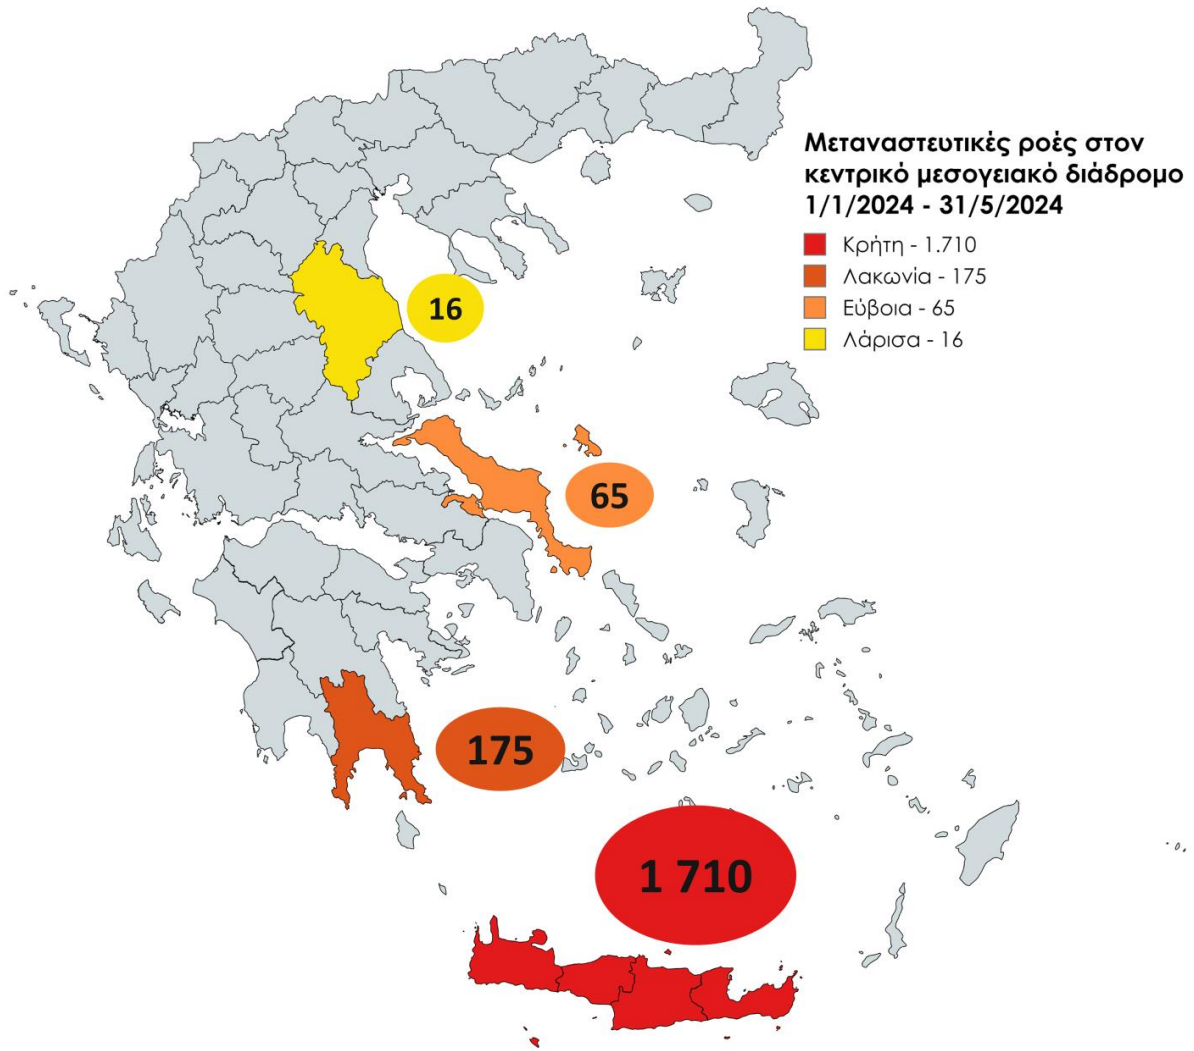 Μεταναστευτικές ροές στον
κεντρικό μεσογειακό διάδρομο
1/1/2024 - 31/5/2024
Κρήτη - 1.710
Λακωνία - 175
Εύβοια - 65
Λάρισα - 16
16
65
175
1 710